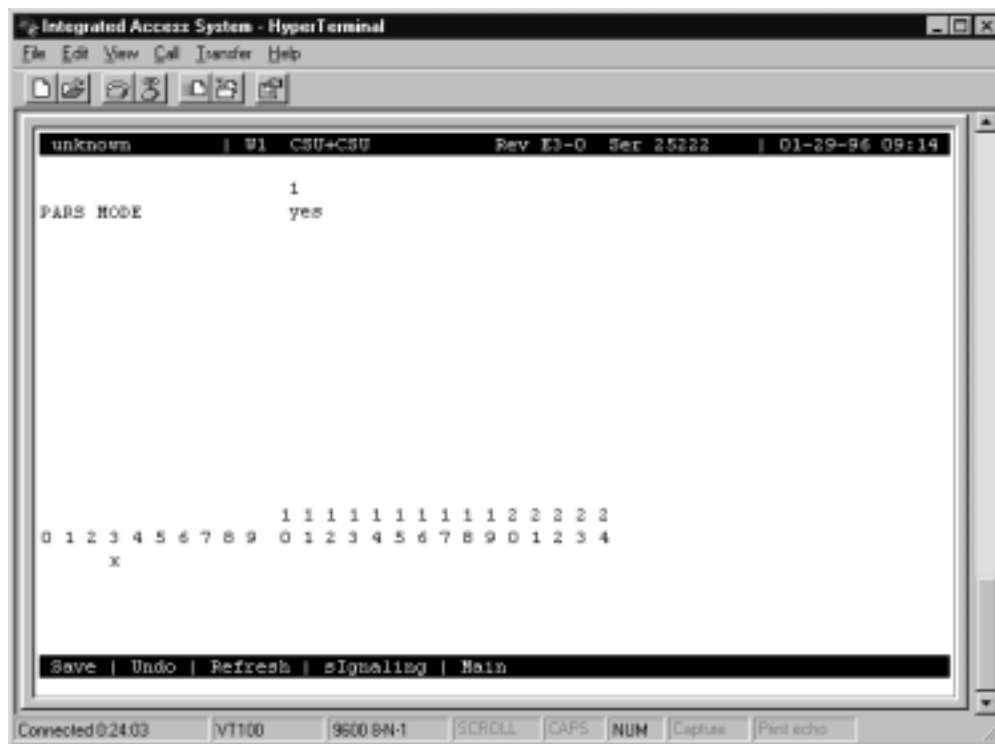 Integrated Access System - HyperTerminal
File Edit View Call Transfer Help
unknown | W1 CSU+CSU Rev E3-0 Ser 25222 | 01-29-96 09:14
1
PARS MODE yes
1 1 1 1 1 1 1 1 1 1 2 2 2 2 2
0 1 2 3 4 5 6 7 8 9 0 1 2 3 4 5 6 7 8 9 0 1 2 3 4
x
Save | Undo | Refresh | sIgnaling | Main
Connected 0:24:03 VT100 9600 8-N-1 SCROLL CAPS NUM Capture Print echo